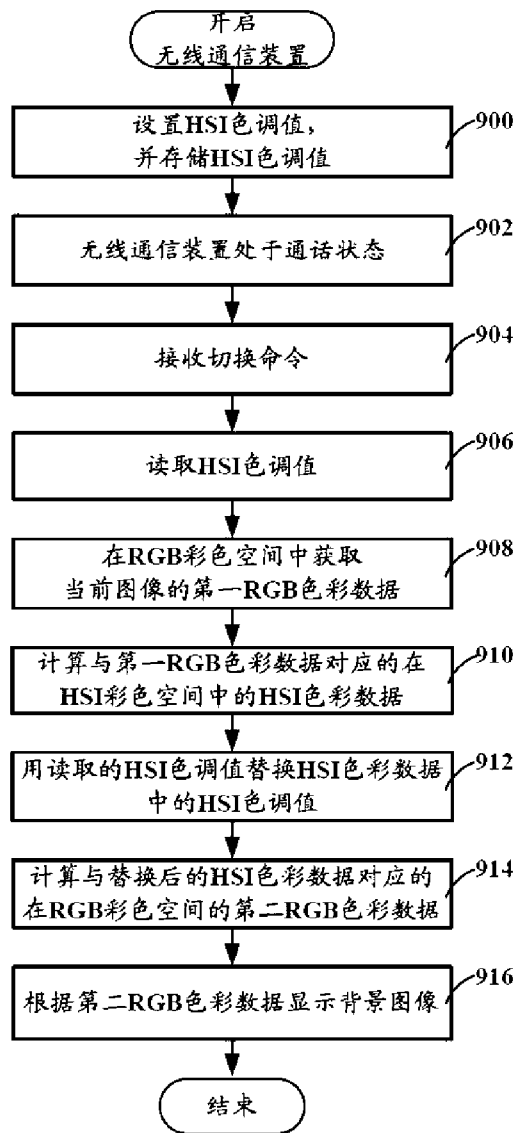 开启
无线通信装置
设置HSI色调值，
并存储HSI色调值
900
无线通信装置处于通话状态
902
接收切换命令
904
读取HSI色调值
906
在RGB彩色空间中获取
当前图像的第一RGB色彩数据
908
计算与第一RGB色彩数据对应的在
HSI彩色空间中的HSI色彩数据
910
用读取的HSI色调值替换HSI色彩数据
中的HSI色调值
912
计算与替换后的HSI色彩数据对应的
在RGB彩色空间的第二RGB色彩数据
914
根据第二RGB色彩数据显示背景图像
916
结束